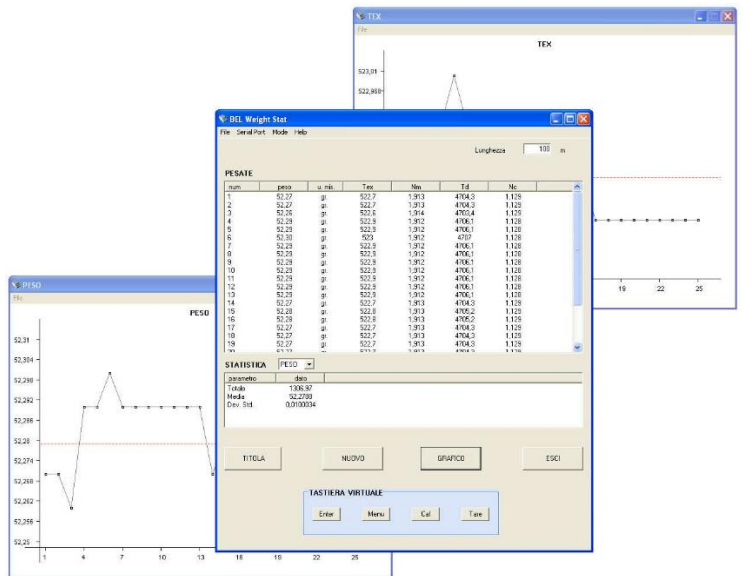 TEX
File
TEX
523,01
522,988
19
22
25
BEL Weight Stat
File Serial Port Mode Help
Lunghezza 100 m
PESATE
num peso u. mis. Tex Nm Td Nc
1 52,27 gr. 522,7 1,913 4704,3 1,129
2 52,27 gr. 522,7 1,913 4704,3 1,129
3 52,26 gr. 522,6 1,914 4703,4 1,129
4 52,29 gr. 522,9 1,912 4706,1 1,128
5 52,29 gr. 522,9 1,912 4706,1 1,128
6 52,30 gr. 523 1,912 4707 1,128
7 52,29 gr. 522,9 1,912 4706,1 1,128
8 52,29 gr. 522,9 1,912 4706,1 1,128
9 52,29 gr. 522,9 1,912 4706,1 1,128
10 52,29 gr. 522,9 1,912 4706,1 1,128
11 52,29 gr. 522,9 1,912 4706,1 1,128
12 52,29 gr. 522,9 1,912 4706,1 1,128
13 52,29 gr. 522,9 1,912 4706,1 1,128
14 52,27 gr. 522,7 1,913 4704,3 1,129
15 52,28 gr. 522,8 1,913 4705,2 1,129
16 52,28 gr. 522,8 1,913 4705,2 1,129
17 52,27 gr. 522,7 1,913 4704,3 1,129
18 52,27 gr. 522,7 1,913 4704,3 1,129
19 52,27 gr. 522,7 1,913 4704,3 1,129
STATISTICA PESO
parametro dato
Totale 1306,97
Media 52,2788
Dev. Std. 0,0100034
TITOLA NUOVO GRAFICO ESCI
TASTIERA VIRTUALE
Enter Menu Cal Tare
PESO
File
PESO
52,31
52,304
52,298
52,292
52,286
52,28
52,274
52,268
52,262
52,256
52,25
1 4 7 10 13 16 19 22 25